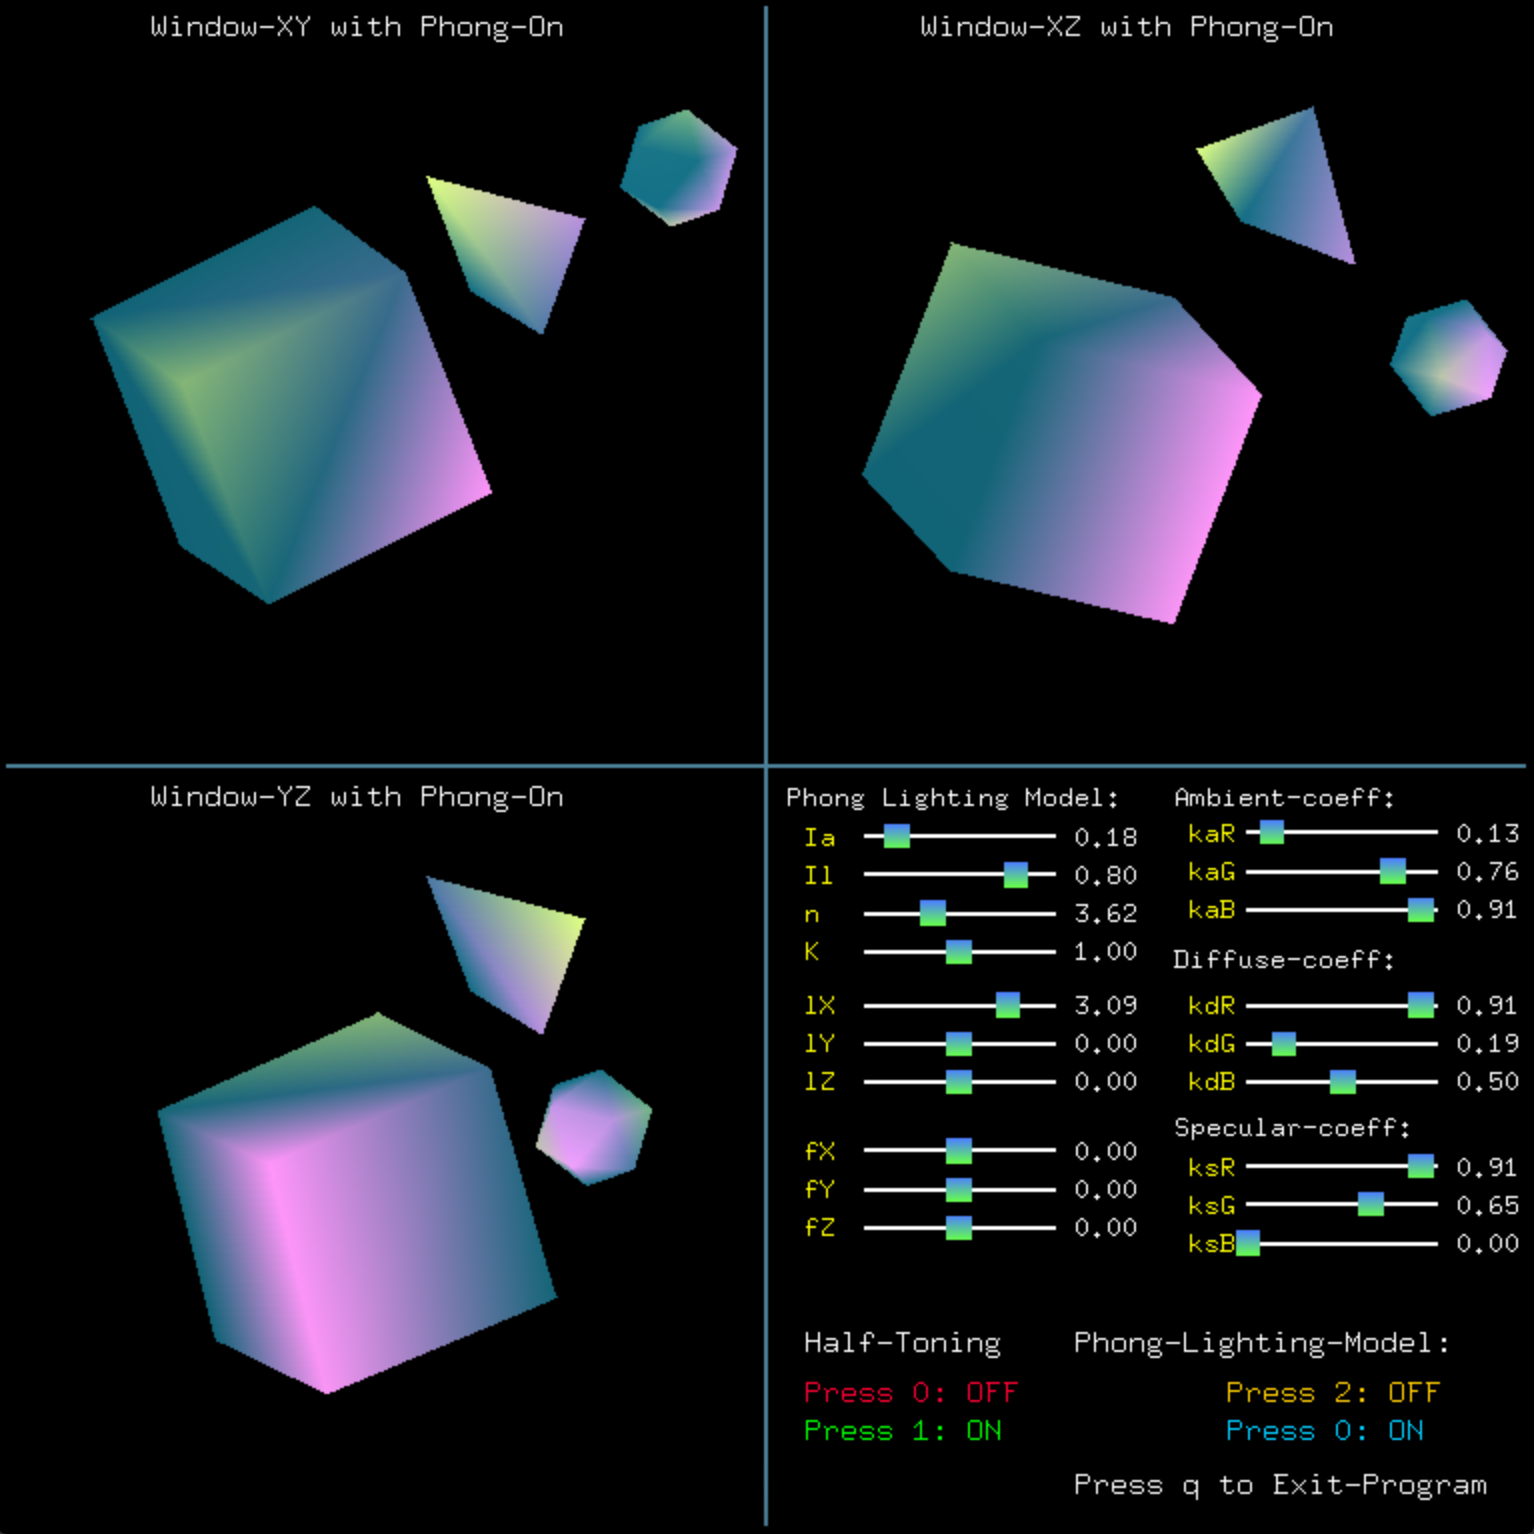 Window-XY with Phong-On
Window-XZ with Phong-On
Window-YZ with Phong-On
Phong Lighting Model:
Ia 0.18
Il 0.80
n 3.62
K 1.00
lX 3.09
lY 0.00
lZ 0.00
fX 0.00
fY 0.00
fZ 0.00
Ambient-coeff:
kaR 0.13
kaG 0.76
kaB 0.91
Diffuse-coeff:
kdR 0.91
kdG 0.19
kdB 0.50
Specular-coeff:
ksR 0.91
ksG 0.65
ksB 0.00
Half-Toning
Press 0: OFF
Press 1: ON
Phong-Lighting-Model:
Press 2: OFF
Press 0: ON
Press q to Exit-Program